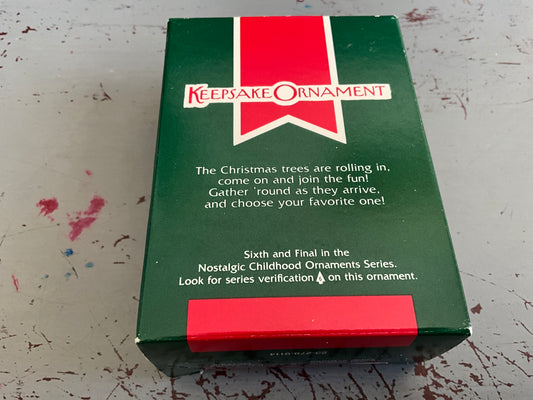 KEEPSAKE ORNAMENT
The Christmas trees are rolling in,
come on and join the fun!
Gather 'round as they arrive,
and choose your favorite one!
Sixth and Final in the
Nostalgic Childhood Ornaments Series.
Look for series verification on this ornament.